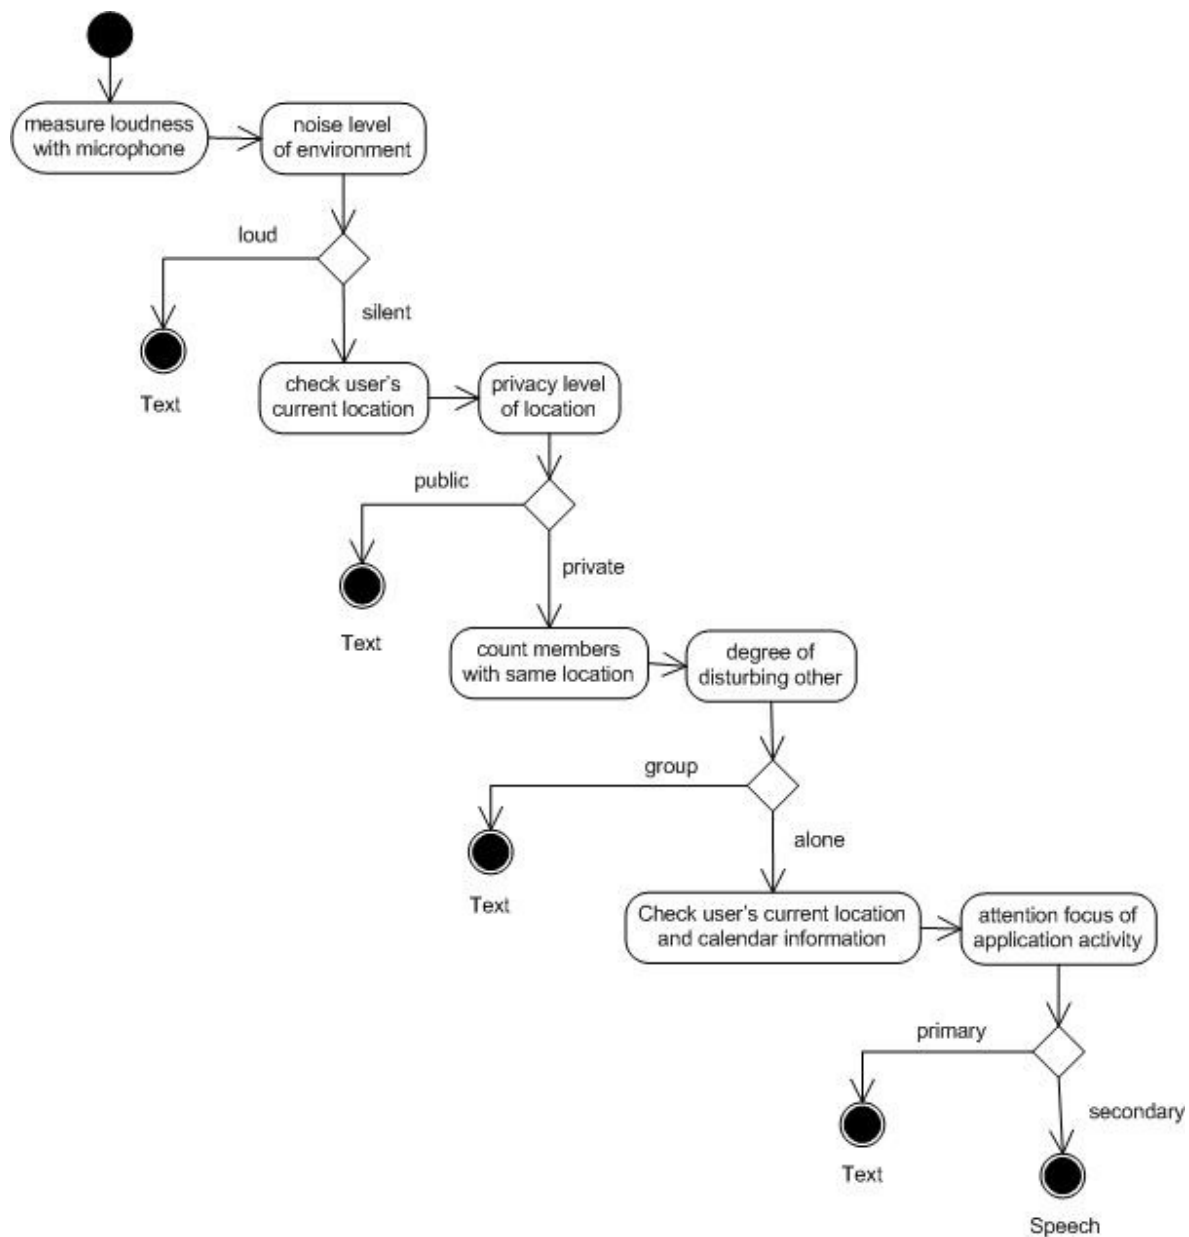 measure loudness
with microphone
noise level
of environment
loud
silent
Text
check user's
current location
privacy level
of location
public
private
Text
count members
with same location
degree of
disturbing other
group
alone
Text
Check user's current location
and calendar information
attention focus of
application activity
primary
secondary
Text
Speech